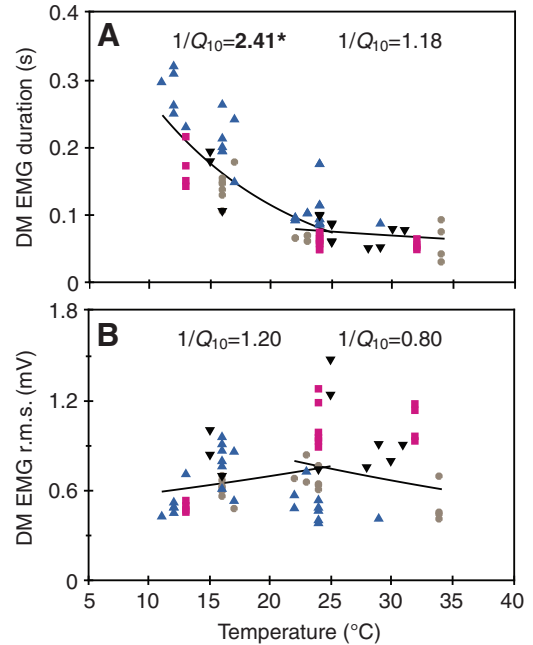 A
1/Q10=2.41* 1/Q10=1.18
DM EMG duration (s)
0.4
0.3
0.2
0.1
0
B
1/Q10=1.20 1/Q10=0.80
DM EMG r.m.s. (mV)
1.8
1.2
0.6
0
5 10 15 20 25 30 35 40
Temperature (°C)